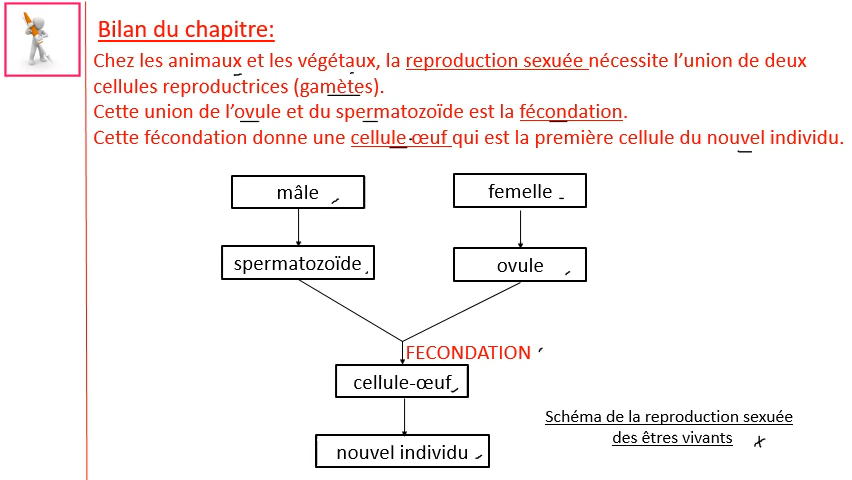 Bilan du chapitre:
Chez les animaux et les végétaux, la reproduction sexuée nécessite l’union de deux
cellules reproductrices (gamètes).
Cette union de l’ovule et du spermatozoïde est la fécondation.
Cette fécondation donne une cellule-œuf qui est la première cellule du nouvel individu.
mâle
femelle
spermatozoïde
ovule
FECONDATION
cellule-œuf
nouvel individu
Schéma de la reproduction sexuée
des êtres vivants